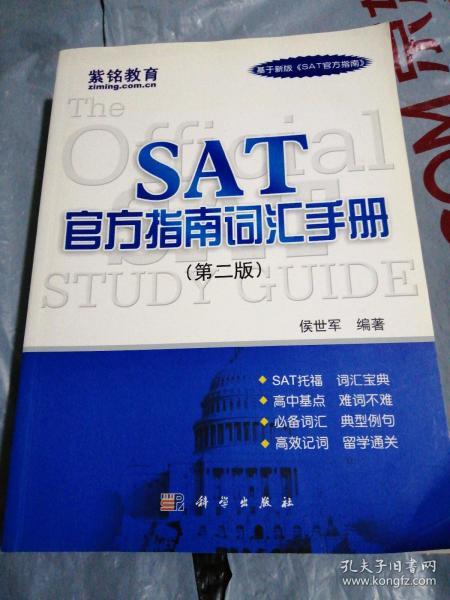 紫铭教育
ziming.com.cn
基于新版《SAT官方指南》
The
Official
SAT
SAT
官方指南词汇手册
(第二版)
STUDY GUIDE
侯世军 编著
SAT托福 词汇宝典
高中基点 难词不难
必备词汇 典型例句
高效记词 留学通关
科学出版社
COM
孔夫子旧书网
www.kongfz.com